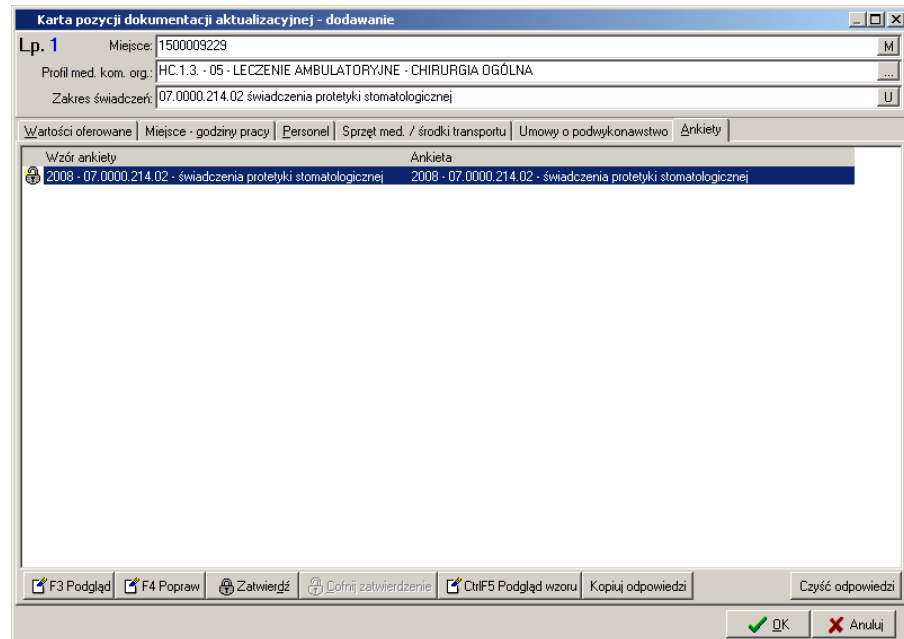 Karta pozycji dokumentacji aktualizacyjnej - dodawanie
Lp. 1 Miejsce: 1500009229 M
Profil med. kom. org.: HC.1.3. - 05 - LECZENIE AMBULATORYJNE - CHIRURGIA OGÓLNA ...
Zakres świadczeń: 07.0000.214.02 świadczenia protetyki stomatologicznej U
Wartości oferowane Miejsce - godziny pracy Personel Sprzęt med. / środki transportu Umowy o podwykonawstwo Ankiety
Wzór ankiety Ankieta
2008 - 07.0000.214.02 - świadczenia protetyki stomatologicznej 2008 - 07.0000.214.02 - świadczenia protetyki stomatologicznej
F3 Podgląd F4 Popraw Zatwierdź Cofnij zatwierdzenie CtrlF5 Podgląd wzoru Kopiuj odpowiedzi Czyść odpowiedzi
OK Anuluj